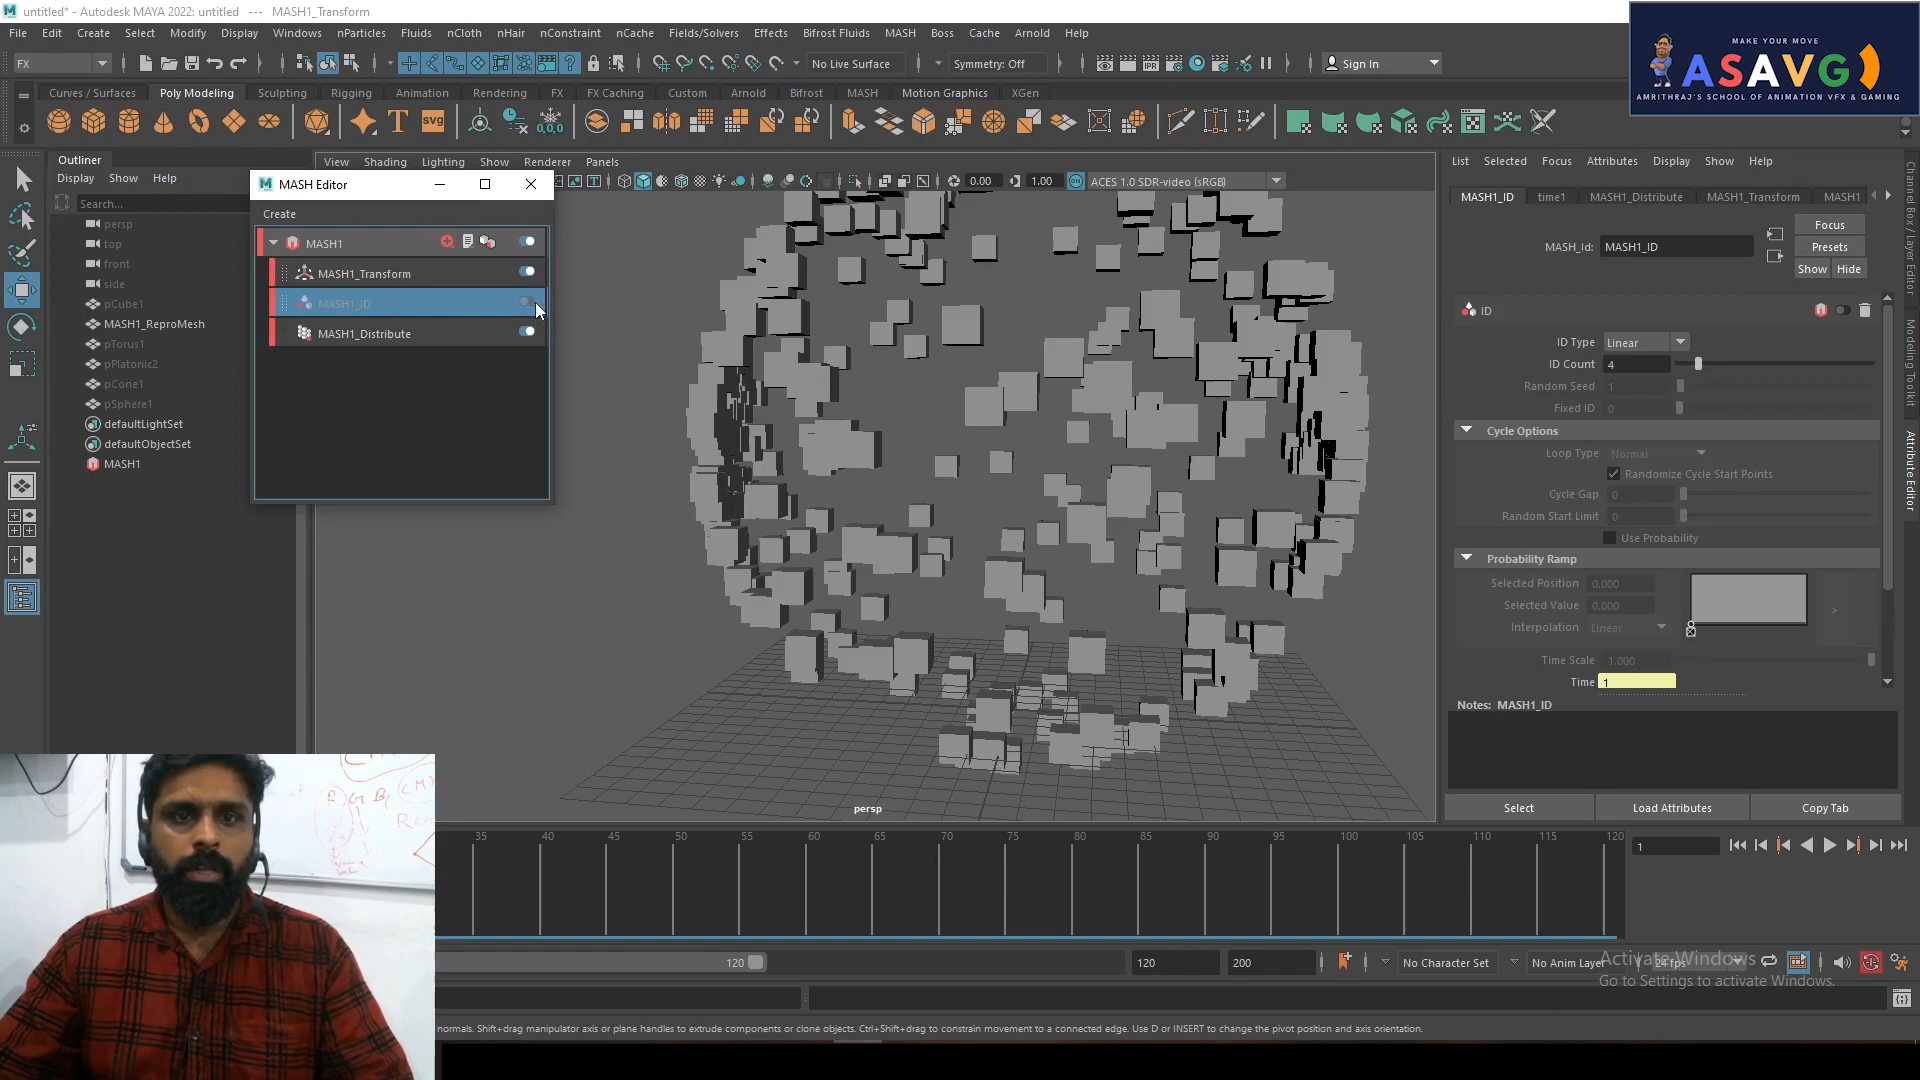 untitled* - Autodesk MAYA 2022: untitled --- MASH1_Transform
File Edit Create Select Modify Display Windows nParticles Fluids nCloth nHair nConstraint nCache Fields/Solvers Effects Bifrost Fluids MASH Boss Cache Arnold Help
FX No Live Surface Symmetry: Off Sign In
MAKE YOUR MOVE
ASAVG
AMRITHRAJ'S SCHOOL OF ANIMATION VFX & GAMING
Curves / Surfaces Poly Modeling Sculpting Rigging Animation Rendering FX FX Caching Custom Arnold Bifrost MASH Motion Graphics XGen
T svg 0,0,0
IPR
Outliner
Display Show Help
Search...
persp
top
front
side
pCube1
MASH1_ReproMesh
pTorus1
pPlatonic2
pCone1
pSphere1
defaultLightSet
defaultObjectSet
MASH1
View Shading Lighting Show Renderer Panels
0.00 1.00 ACES 1.0 SDR-video (sRGB)
MASH Editor
Create
MASH1
MASH1_Transform
MASH1_ID
MASH1_Distribute
persp
List Selected Focus Attributes Display Show Help
MASH1_ID time1 MASH1_Distribute MASH1_Transform MASH1
Focus
MASH_Id: MASH1_ID Presets
Show Hide
ID
ID Type Linear
ID Count 4
Random Seed 1
Fixed ID 0
Cycle Options
Loop Type Normal
Randomize Cycle Start Points
Cycle Gap 0
Random Start Limit 0
Use Probability
Probability Ramp
Selected Position 0.000
Selected Value 0.000
Interpolation Linear
>
Time Scale 1.000
Time 1
Notes: MASH1_ID
Select Load Attributes Copy Tab
Channel Box / Layer Editor
Modeling Toolkit
Attribute Editor
35 40 45 50 55 60 65 70 75 80 85 90 95 100 105 110 115 120
1
120 120 200 No Character Set No Anim Layer 24 fps
Activate Windows
Go to Settings to activate Windows.
normals. Shift+drag manipulator axis or plane handles to extrude components or clone objects. Ctrl+Shift+drag to constrain movement to a connected edge. Use D or INSERT to change the pivot position and axis orientation.